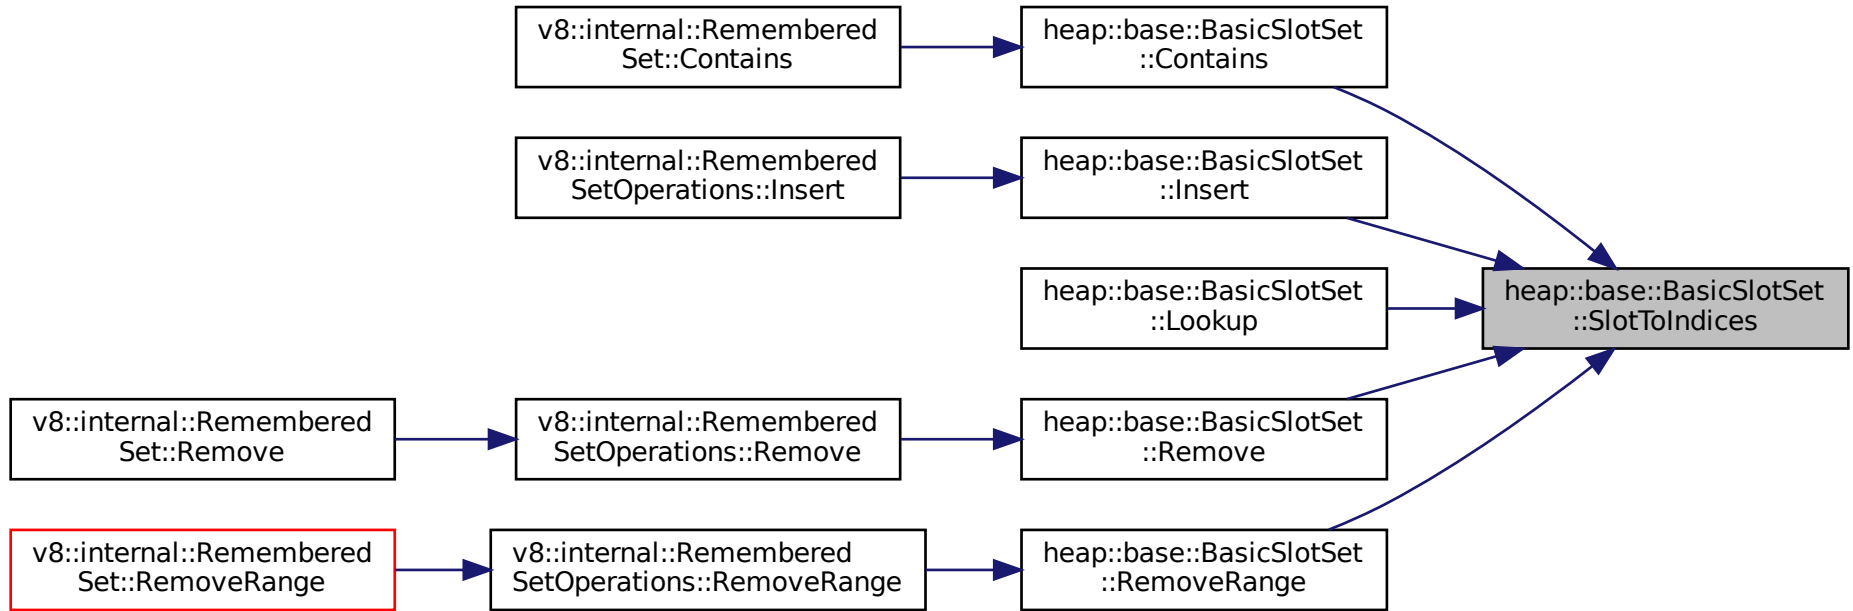 v8::internal::Remembered
Set::Contains
heap::base::BasicSlotSet
::Contains
v8::internal::Remembered
SetOperations::Insert
heap::base::BasicSlotSet
::Insert
heap::base::BasicSlotSet
::Lookup
heap::base::BasicSlotSet
::SlotToIndices
v8::internal::Remembered
Set::Remove
v8::internal::Remembered
SetOperations::Remove
heap::base::BasicSlotSet
::Remove
v8::internal::Remembered
Set::RemoveRange
v8::internal::Remembered
SetOperations::RemoveRange
heap::base::BasicSlotSet
::RemoveRange